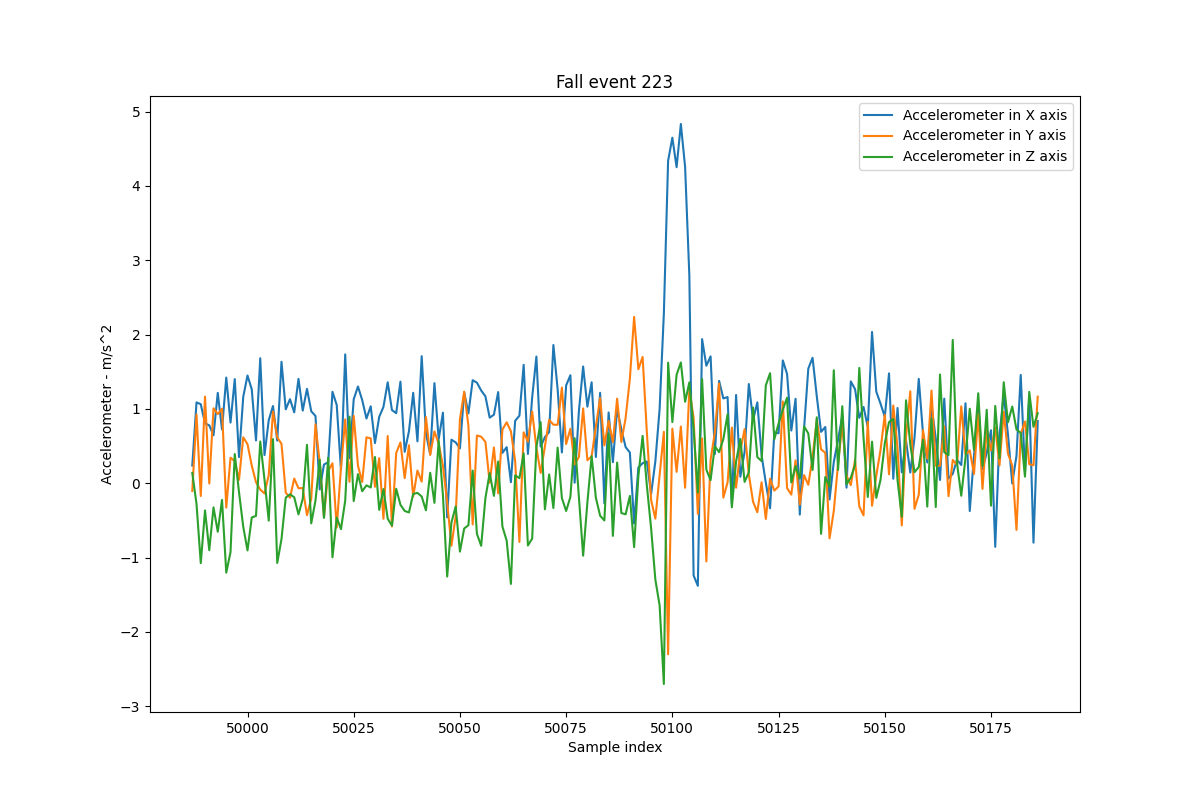 Fall event 223
Accelerometer in X axis
Accelerometer in Y axis
Accelerometer in Z axis
5
4
3
2
1
0
−1
−2
−3
Accelerometer - m/s^2
50000 50025 50050 50075 50100 50125 50150 50175
Sample index